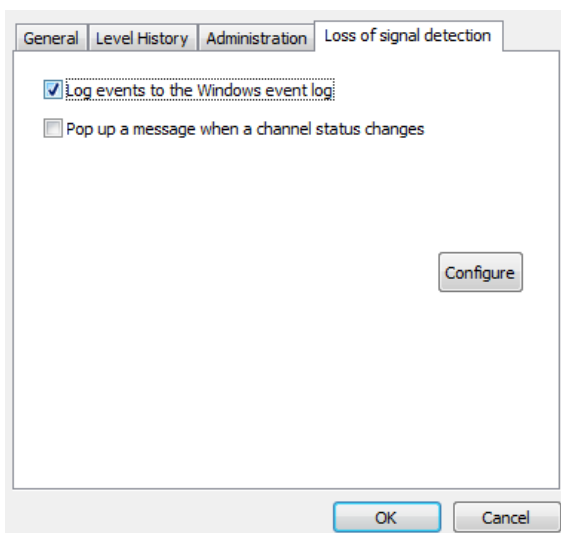 General Level History Administration Loss of signal detection
Log events to the Windows event log
Pop up a message when a channel status changes
Configure
OK Cancel